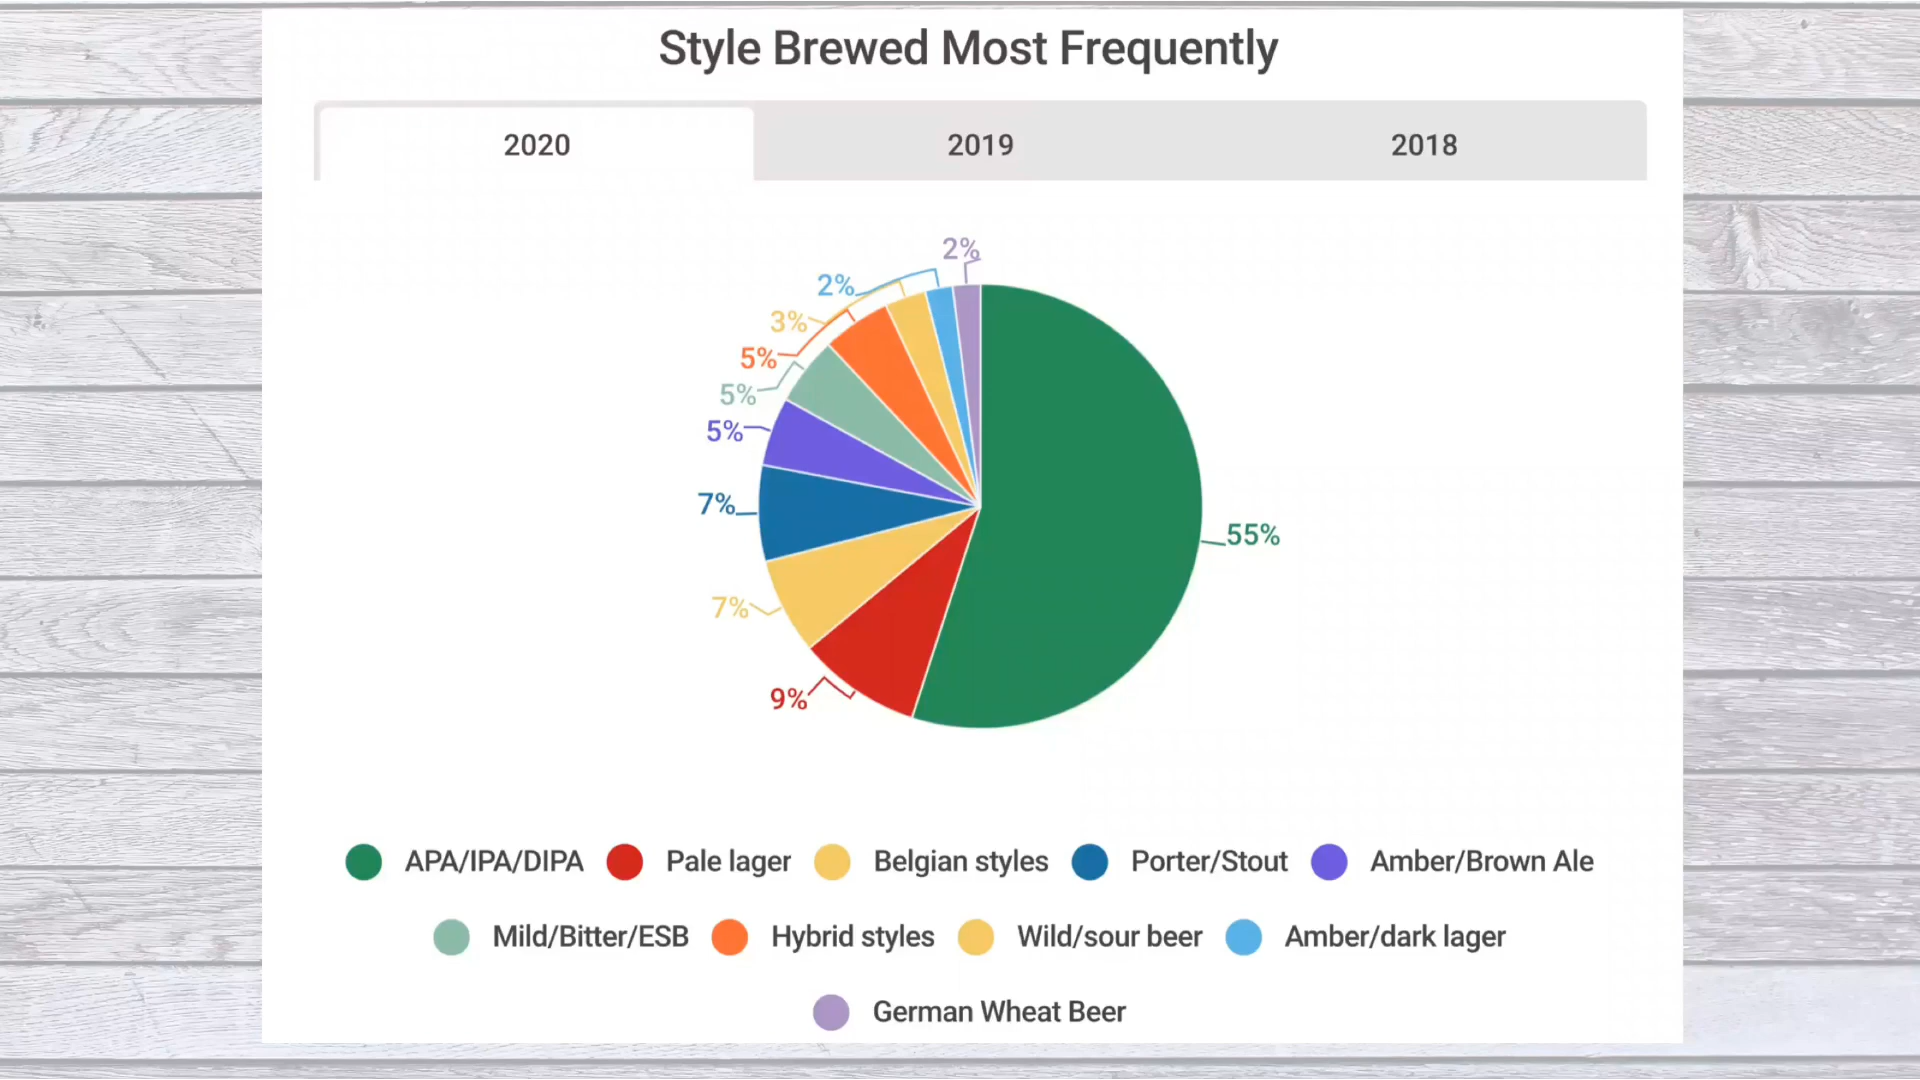 Style Brewed Most Frequently
2020 2019 2018
2%
2%
3%
5%
5%
5%
7%
55%
7%
9%
APA/IPA/DIPA Pale lager Belgian styles Porter/Stout Amber/Brown Ale
Mild/Bitter/ESB Hybrid styles Wild/sour beer Amber/dark lager
German Wheat Beer